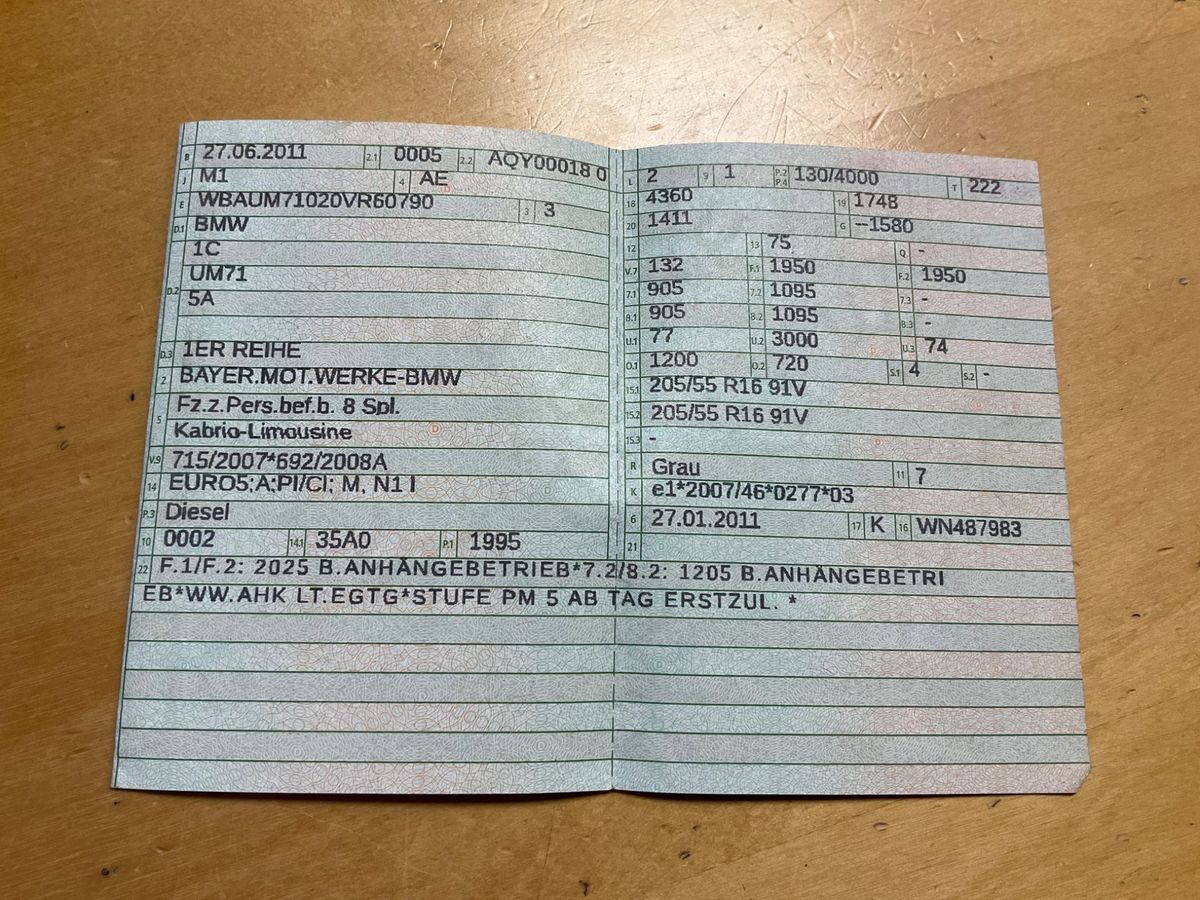 B 27.06.2011 2.1 0005 2.2 AQY00018 0
J M1 4 AE
E WBAUM71020VR60790 3 3
D.1 BMW
D.2 1C
UM71
5A
D.3 1ER REIHE
2 BAYER.MOT.WERKE-BMW
5 Fz.z.Pers.bef.b. 8 Spl.
Kabrio-Limousine
V.9 715/2007*692/2008A
14 EURO5;A;PI/CI; M, N1 I
P.3 Diesel
10 0002 14.1 35A0 P.1 1995
L 2 9 1 P.2 P.4 130/4000 T 222
18 4360 19 1748
20 1411 G --1580
12 13 75 Q -
V.7 132 F.1 1950 F.2 1950
7.1 905 7.2 1095 7.3 -
8.1 905 8.2 1095 8.3 -
U.1 77 U.2 3000 U.3 74
O.1 1200 O.2 720 S.1 4 S.2 -
15.1 205/55 R16 91V
15.2 205/55 R16 91V
15.3 -
R Grau 11 7
K e1*2007/46*0277*03
6 27.01.2011 17 K 16 WN487983
21
22 F.1/F.2: 2025 B.ANHÄNGEBETRIEB*7.2/8.2: 1205 B.ANHÄNGEBETRI
EB*WW.AHK LT.EGTG*STUFE PM 5 AB TAG ERSTZUL. *